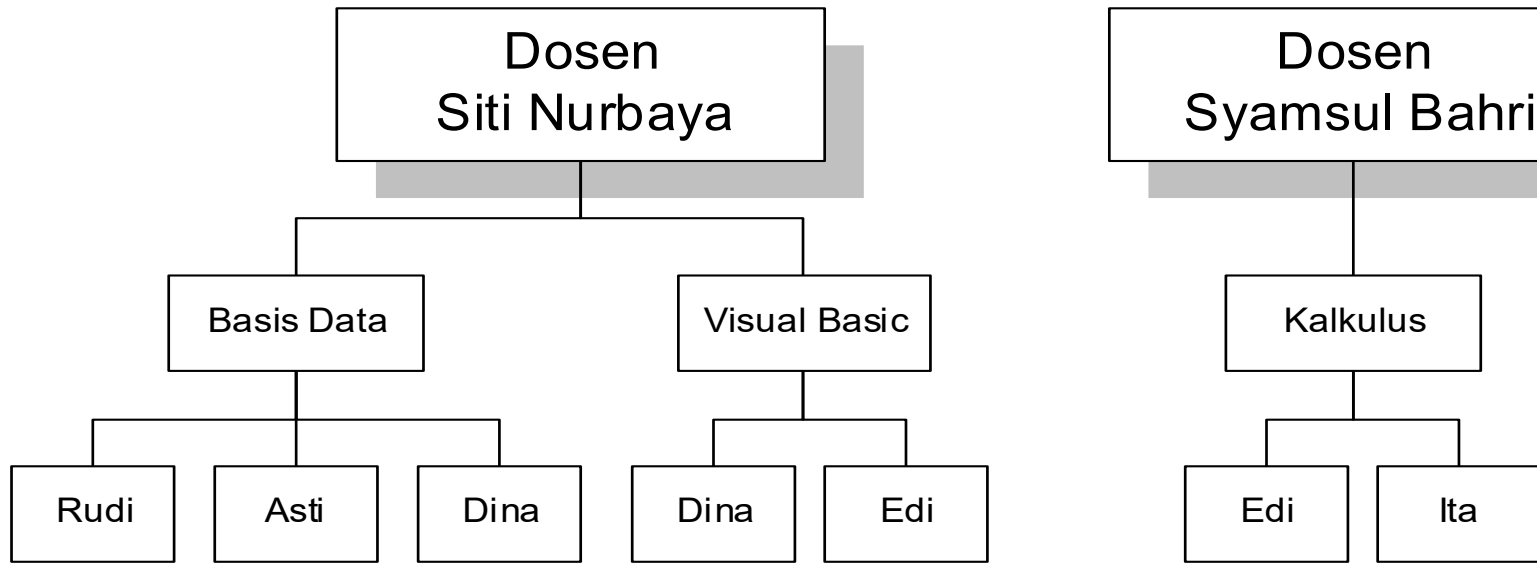 Dosen
Siti Nurbaya
Dosen
Syamsul Bahri
Basis Data
Visual Basic
Kalkulus
Rudi
Asti
Dina
Dina
Edi
Edi
Ita